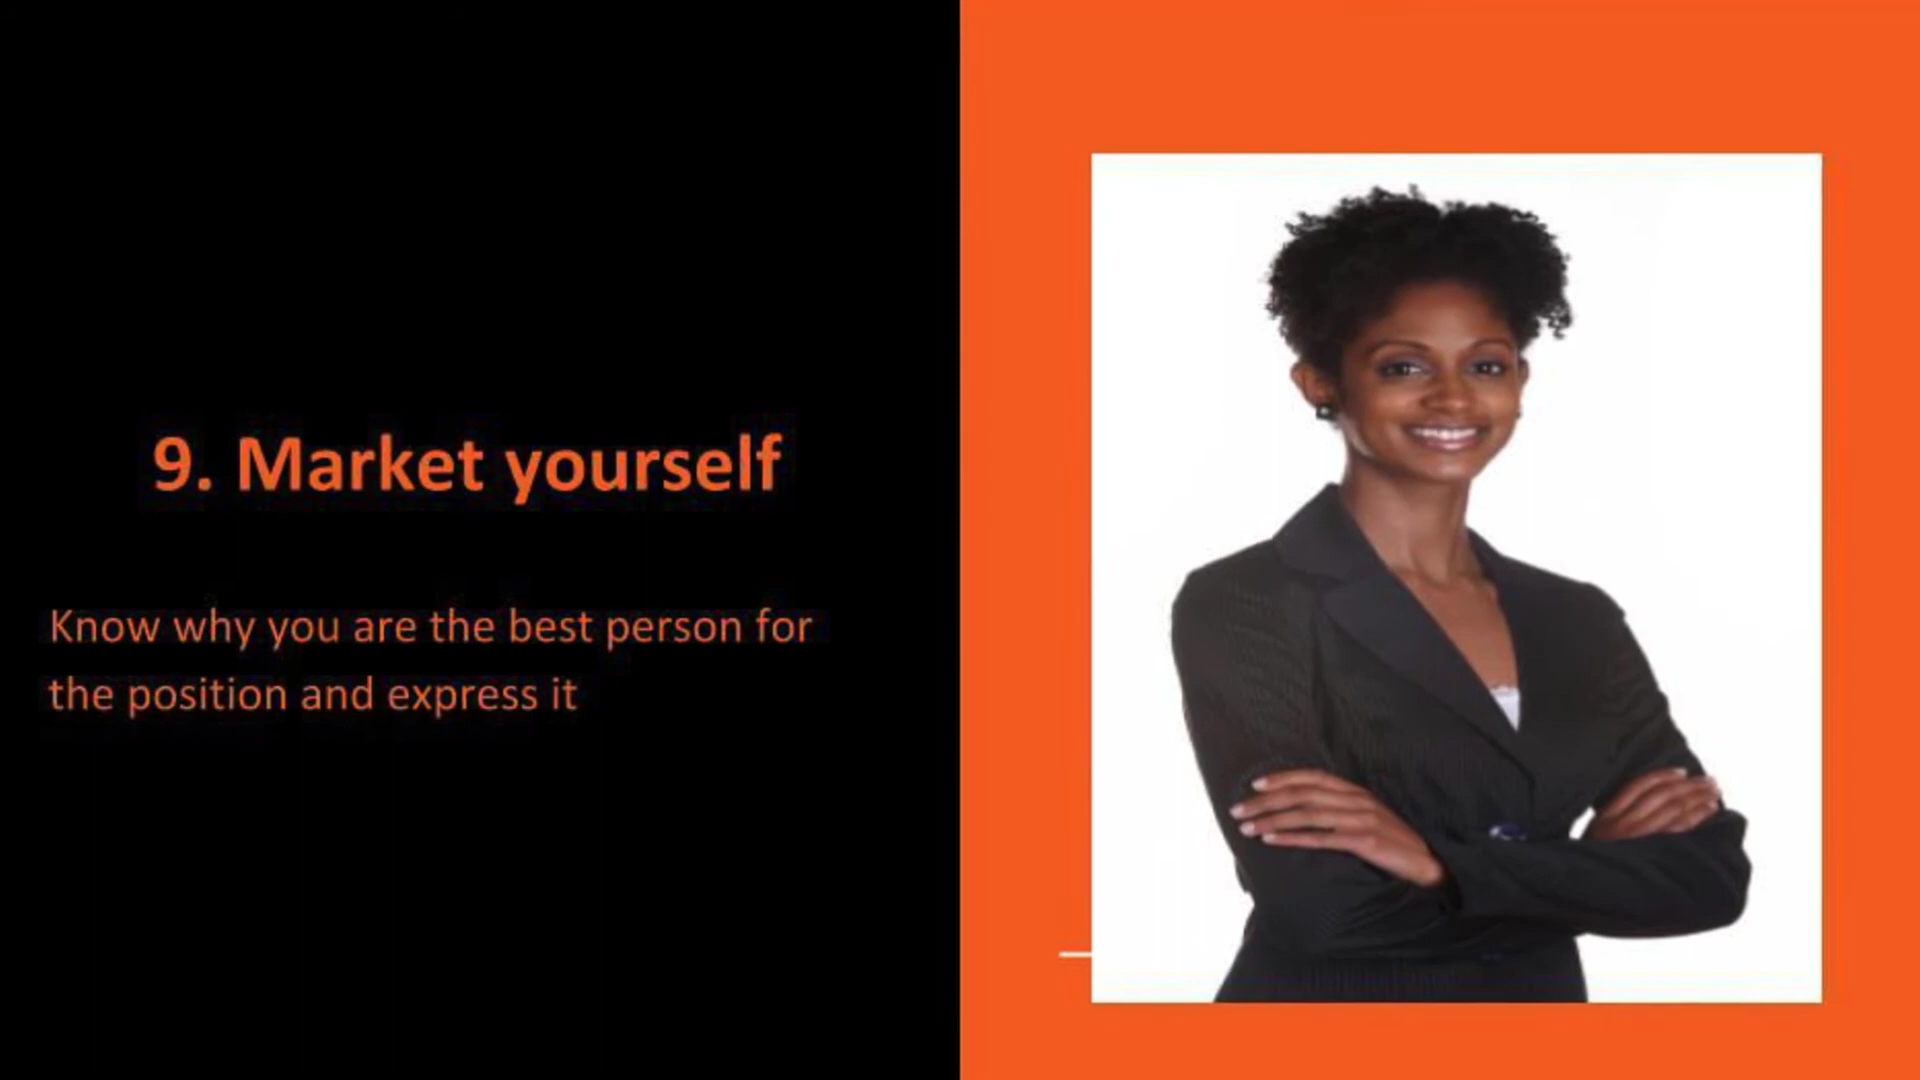 9. Market yourself
Know why you are the best person for
the position and express it